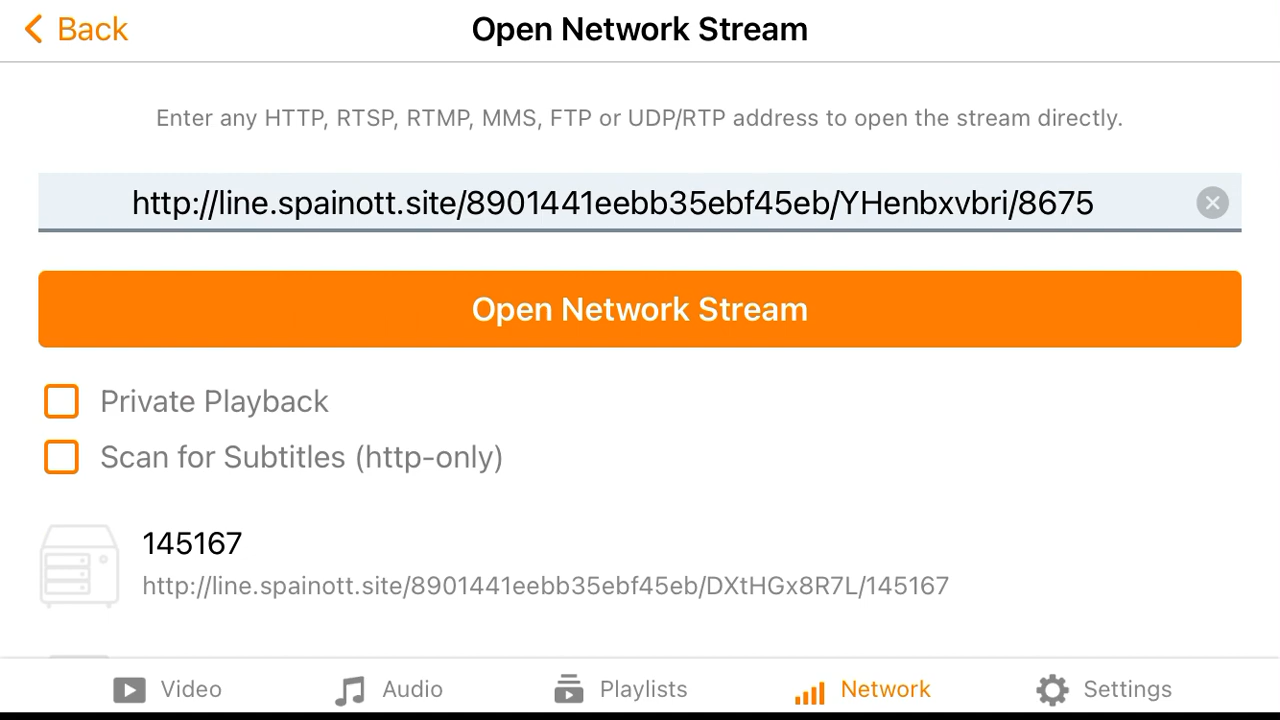 Back
Open Network Stream
Enter any HTTP, RTSP, RTMP, MMS, FTP or UDP/RTP address to open the stream directly.
http://line.spainott.site/8901441eebb35ebf45eb/YHenbxvbri/8675
Open Network Stream
Private Playback
Scan for Subtitles (http-only)
145167
http://line.spainott.site/8901441eebb35ebf45eb/DXtHGx8R7L/145167
Video Audio Playlists Network Settings